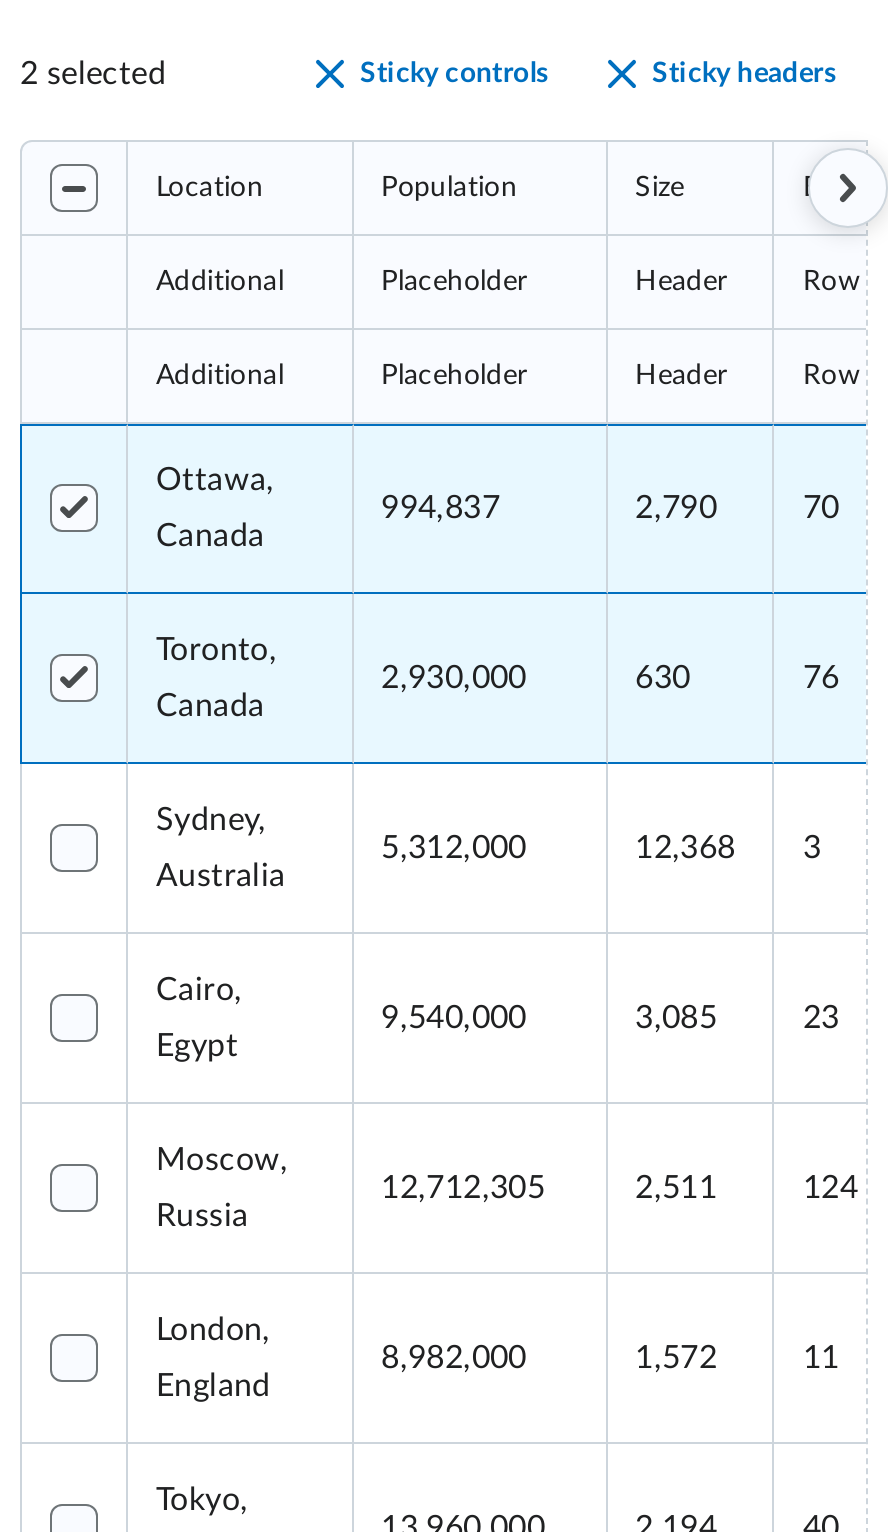 2 selected Sticky controls Sticky headers
Location Population Size
Additional Placeholder Header Row
Additional Placeholder Header Row
Ottawa,
Canada 994,837 2,790 70
Toronto,
Canada 2,930,000 630 76
Sydney,
Australia 5,312,000 12,368 3
Cairo,
Egypt 9,540,000 3,085 23
Moscow,
Russia 12,712,305 2,511 124
London,
England 8,982,000 1,572 11
Tokyo,
13,960,000 2,194 40